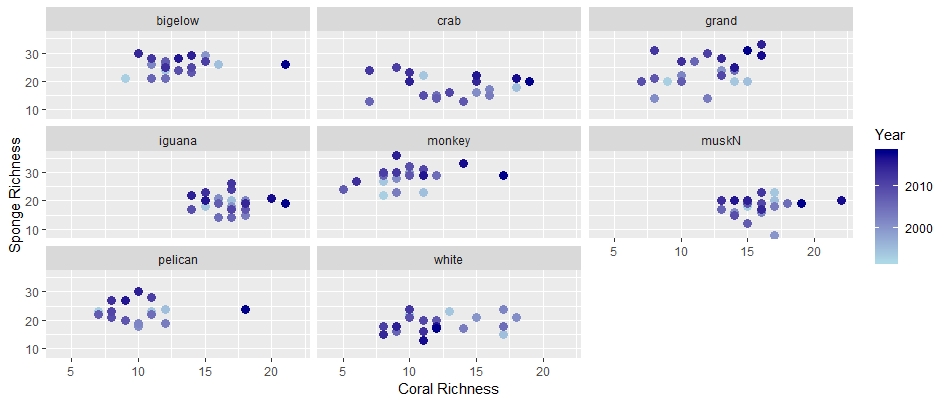 bigelow crab grand
30
20
10
iguana monkey muskN
30
20
10
pelican white
30
20
10
5 10 15 20
5 10 15 20
5 10 15 20
Coral Richness
Sponge Richness
Year
2010
2000